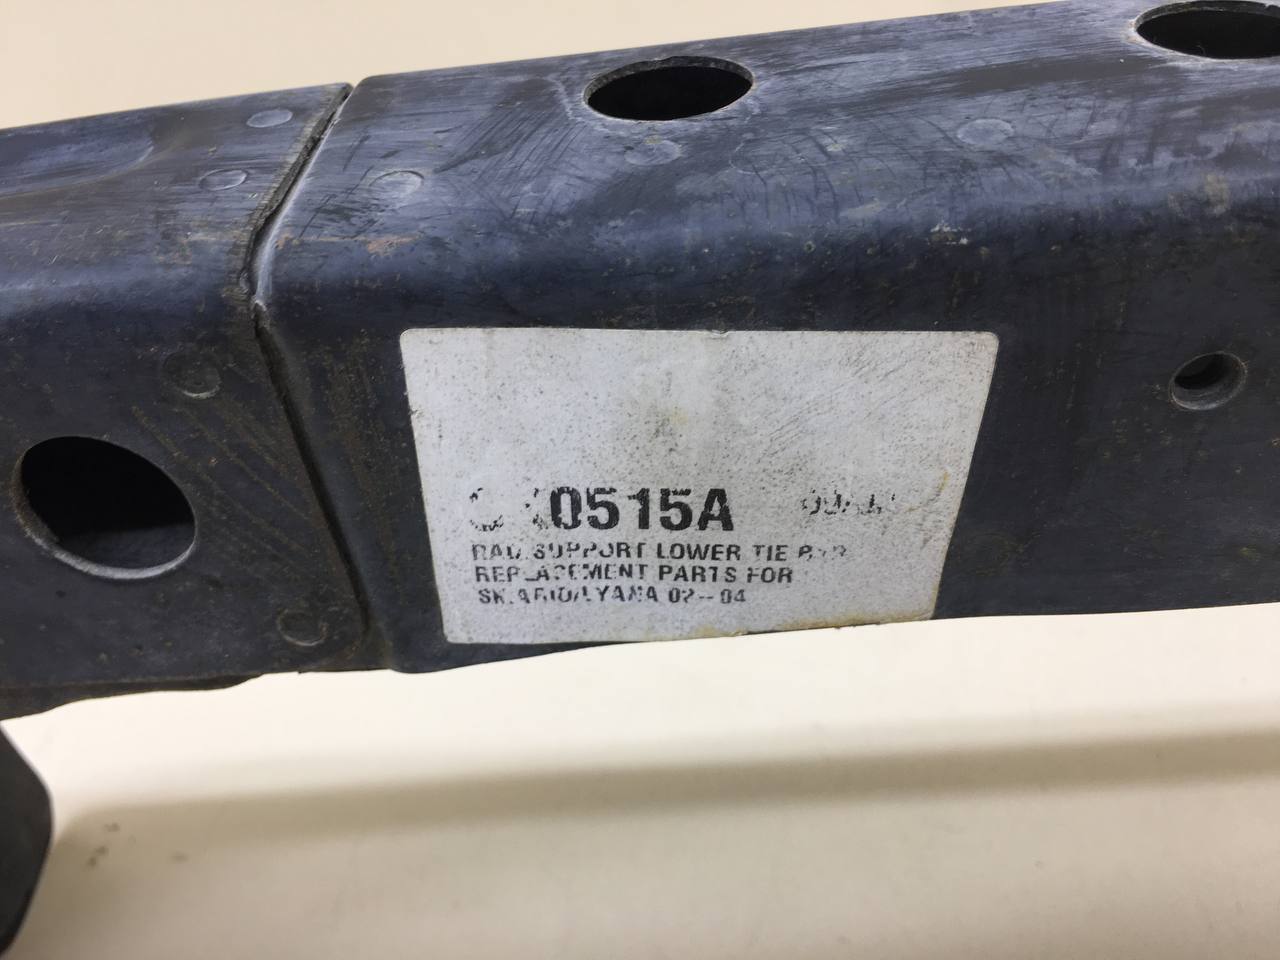 0515A
RAD. SUPPORT LOWER TIE BAR
REPLACEMENT PARTS FOR
02--04